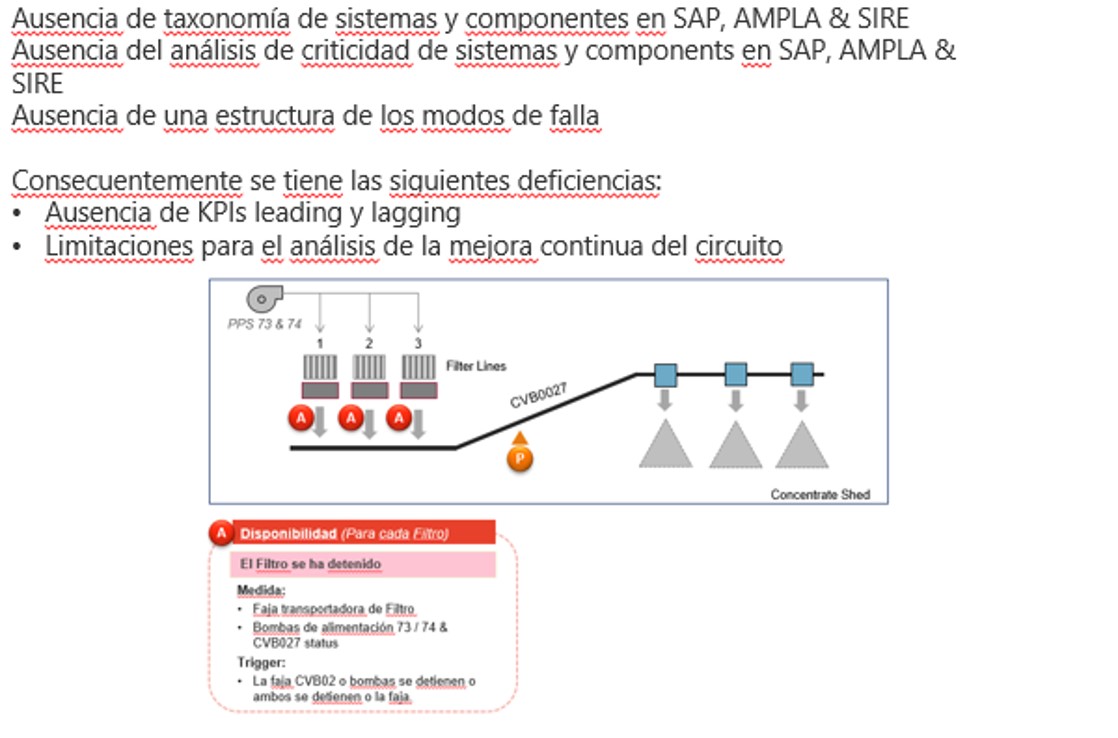 Ausencia de taxonomía de sistemas y componentes en SAP, AMPLA & SIRE
Ausencia del análisis de criticidad de sistemas y components en SAP, AMPLA &
SIRE
Ausencia de una estructura de los modos de falla
Consecuentemente se tiene las siguientes deficiencias:
• Ausencia de KPIs leading y lagging
• Limitaciones para el análisis de la mejora continua del circuito
PPS 73 & 74
1 2 3
Filter Lines
CVB0027
A A A
P
Concentrate Shed
A Disponibilidad (Para cada Filtro)
El Filtro se ha detenido
Medida:
• Faja transportadora de Filtro
• Bombas de alimentación 73 / 74 &
CVB027 status
Trigger:
• La faja CVB02 o bombas se detienen o
ambos se detienen o la faja.